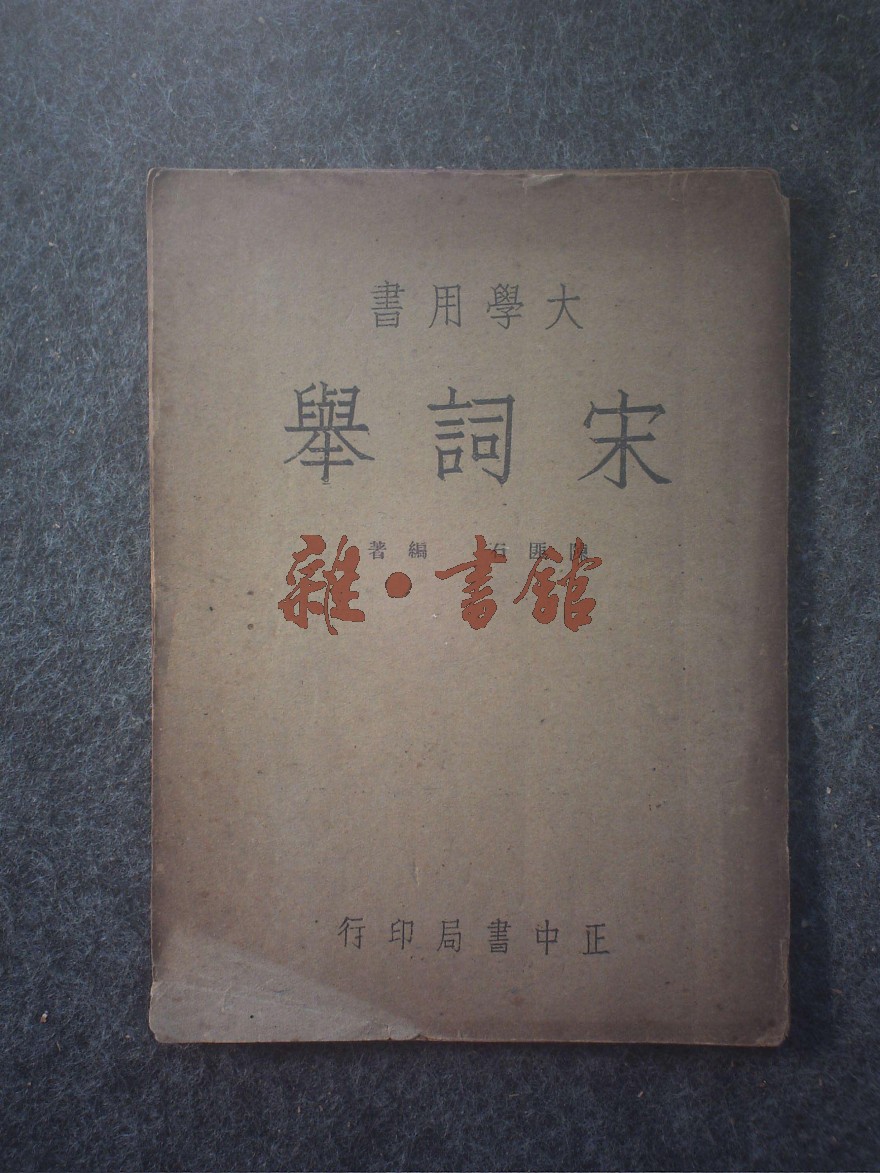 大學用書
宋詞舉
陳匪石 編著
雜·書館
正中書局印行